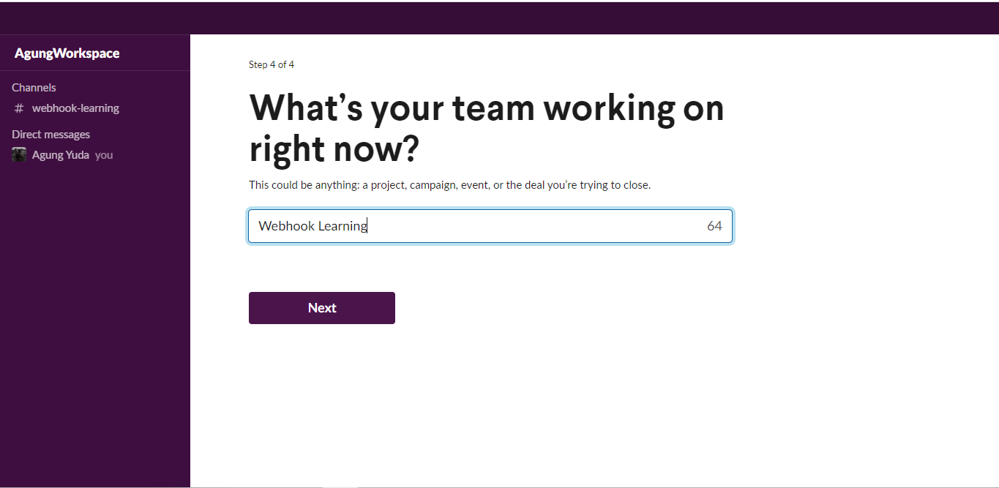 AgungWorkspace
Channels
# webhook-learning
Direct messages
Agung Yuda you
Step 4 of 4
What’s your team working on
right now?
This could be anything: a project, campaign, event, or the deal you’re trying to close.
Webhook Learning 64
Next